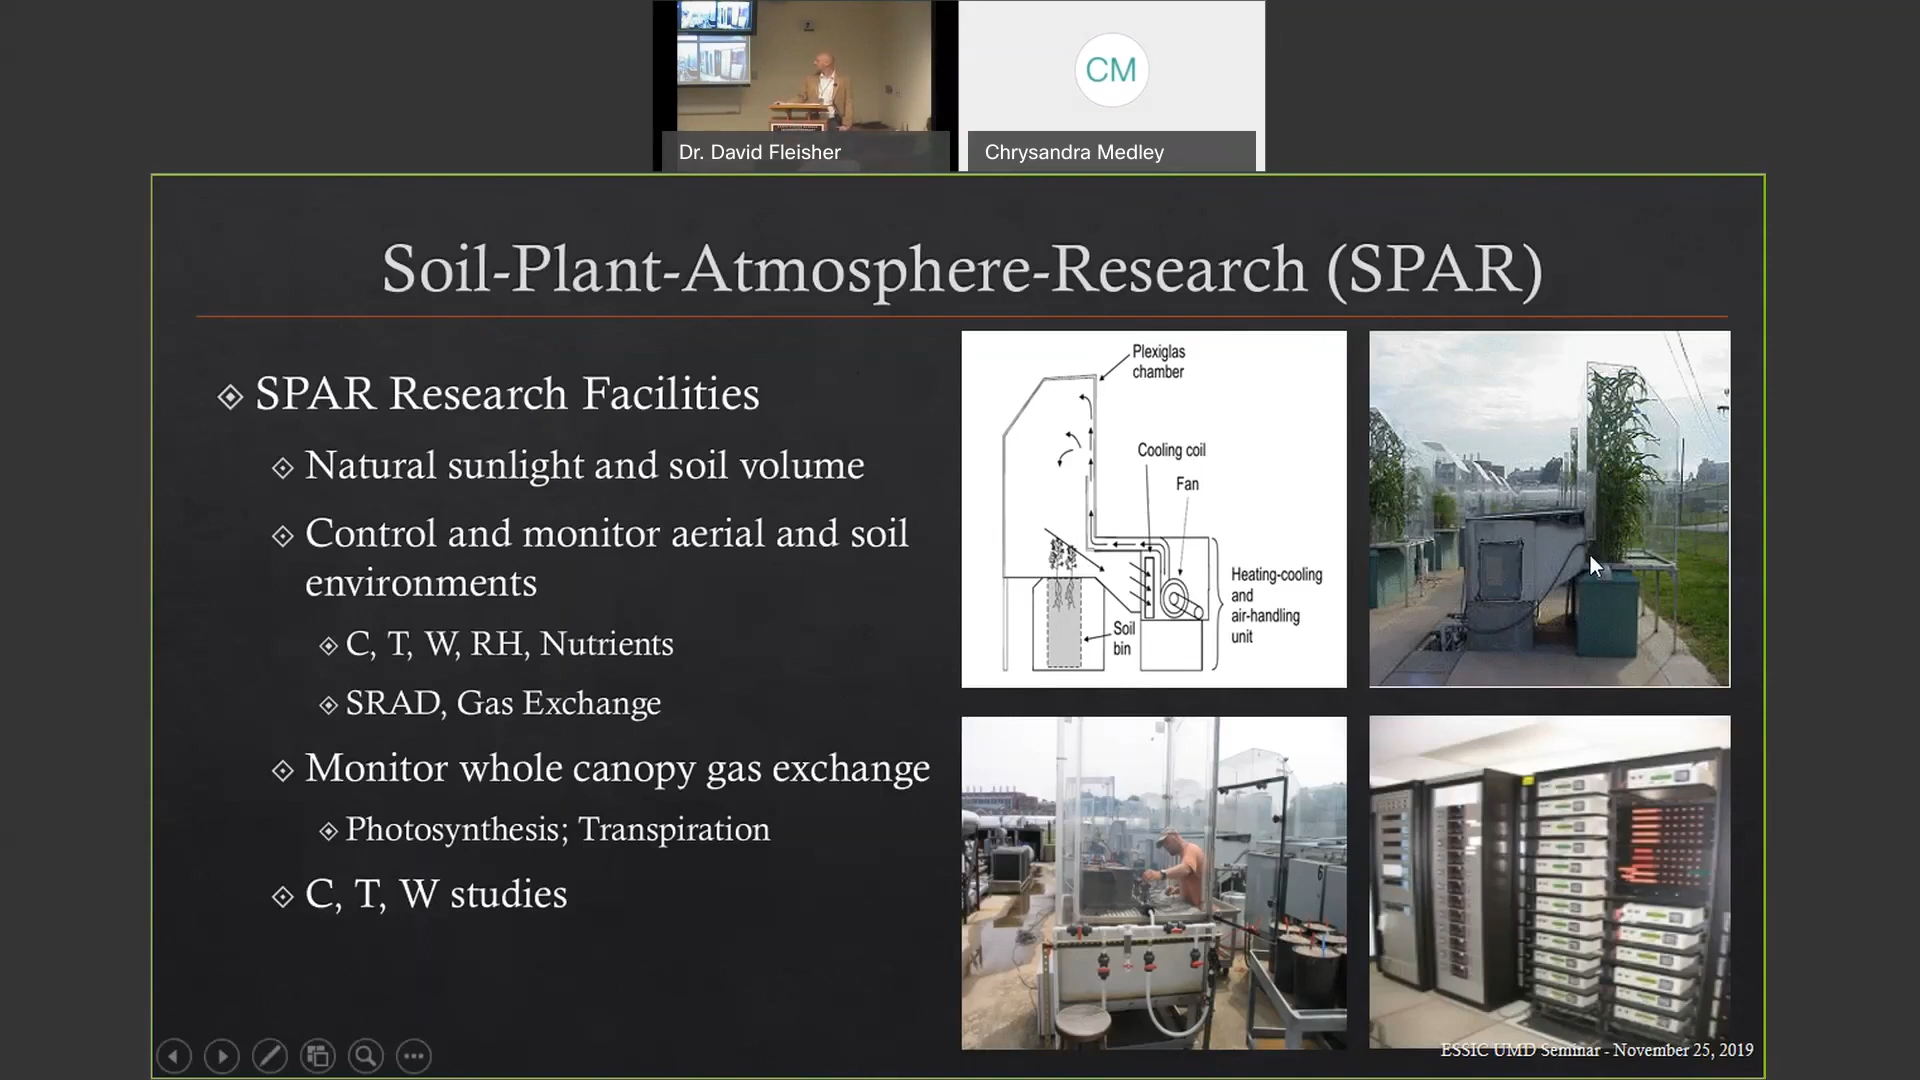 Dr. David Fleisher
CM
Chrysandra Medley
Soil-Plant-Atmosphere-Research (SPAR)
SPAR Research Facilities
Natural sunlight and soil volume
Control and monitor aerial and soil
environments
C, T, W, RH, Nutrients
SRAD, Gas Exchange
Monitor whole canopy gas exchange
Photosynthesis; Transpiration
C, T, W studies
Plexiglas
chamber
Cooling coil
Fan
Heating-cooling
and
air-handling
unit
Soil
bin
6
ESSIC UMD Seminar - November 25, 2019